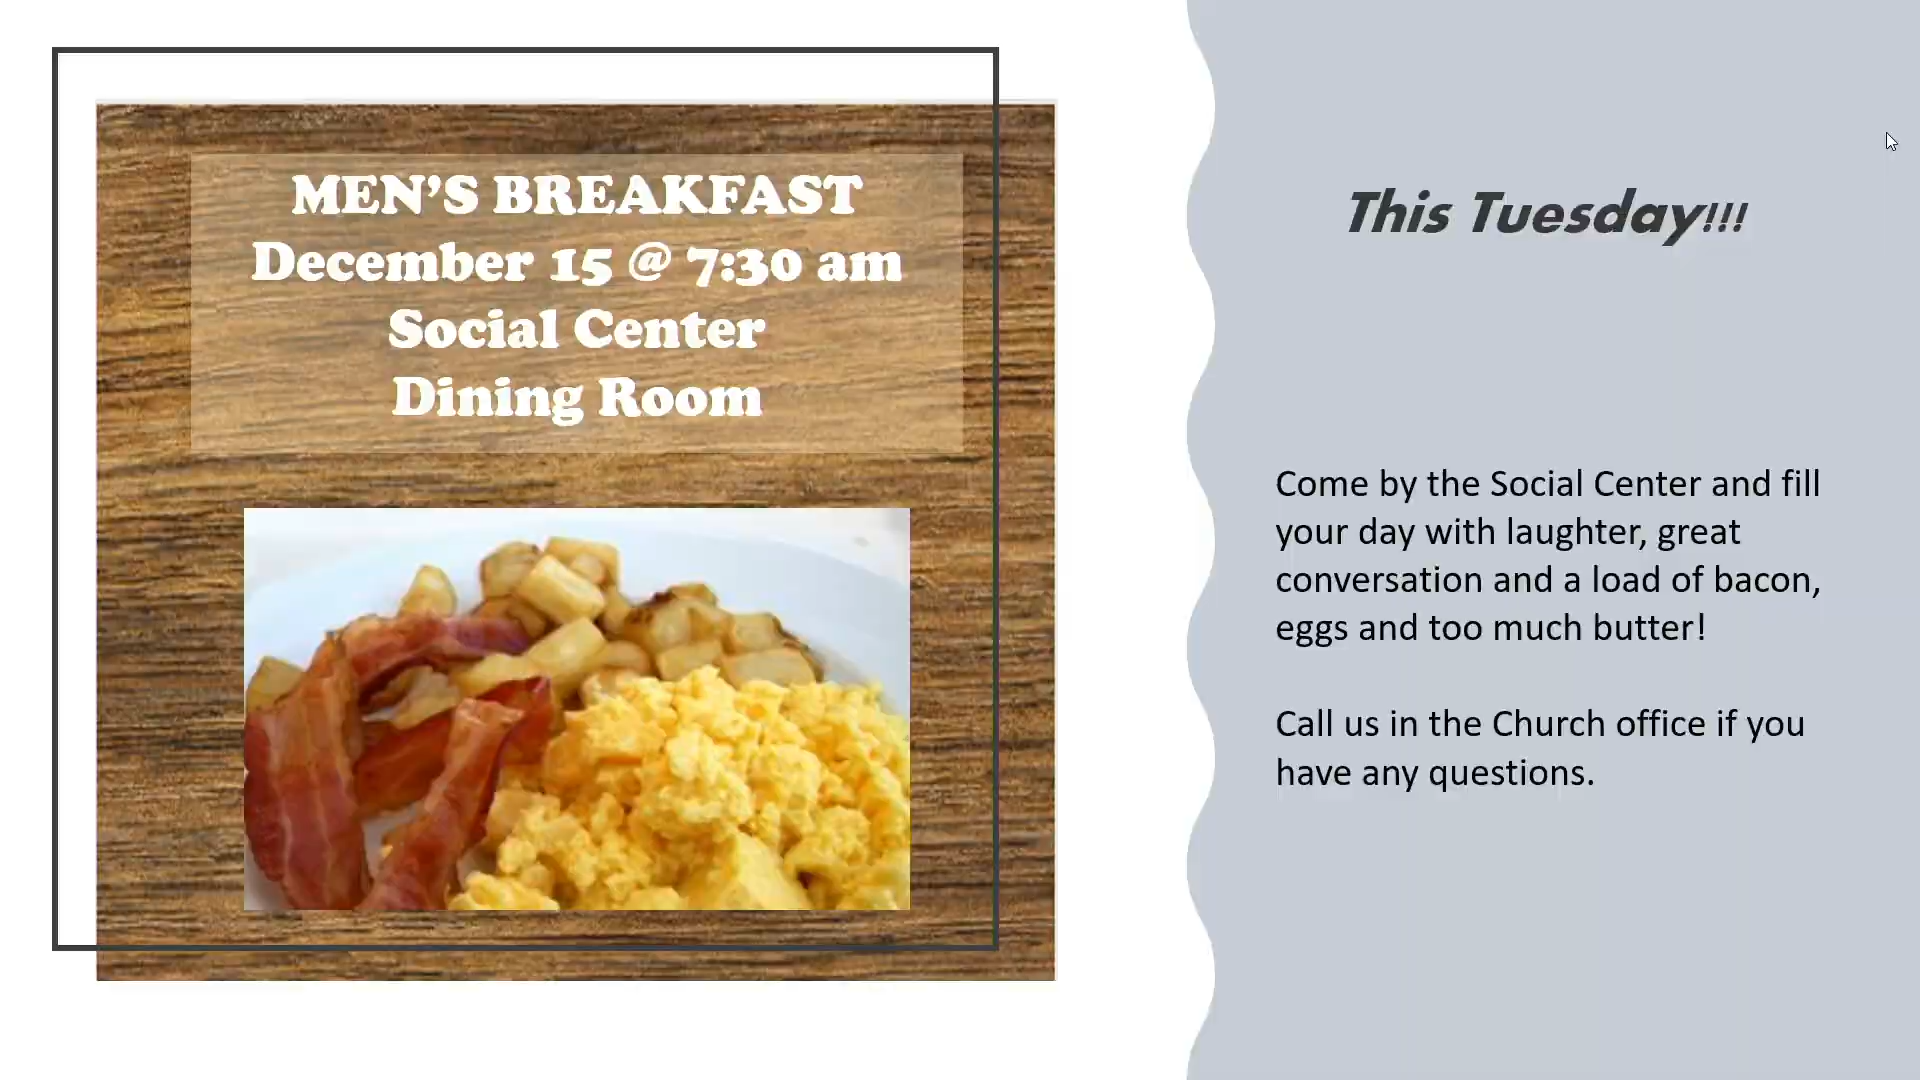 MEN’S BREAKFAST
December 15 @ 7:30 am
Social Center
Dining Room
This Tuesday!!!
Come by the Social Center and fill
your day with laughter, great
conversation and a load of bacon,
eggs and too much butter!
Call us in the Church office if you
have any questions.